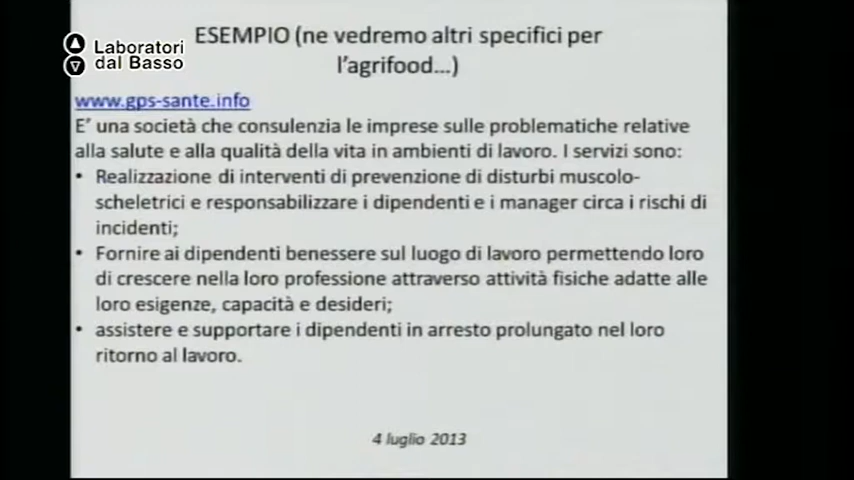 ESEMPIO (ne vedremo altri specifici per
l'agrifood...)
Laboratori
dal Basso
www.gps-sante.info
E' una società che consulenzia le imprese sulle problematiche relative
alla salute e alla qualità della vita in ambienti di lavoro. I servizi sono:
• Realizzazione di interventi di prevenzione di disturbi muscolo-
scheletrici e responsabilizzare i dipendenti e i manager circa i rischi di
incidenti;
• Fornire ai dipendenti benessere sul luogo di lavoro permettendo loro
di crescere nella loro professione attraverso attività fisiche adatte alle
loro esigenze, capacità e desideri;
• assistere e supportare i dipendenti in arresto prolungato nel loro
ritorno al lavoro.
4 luglio 2013